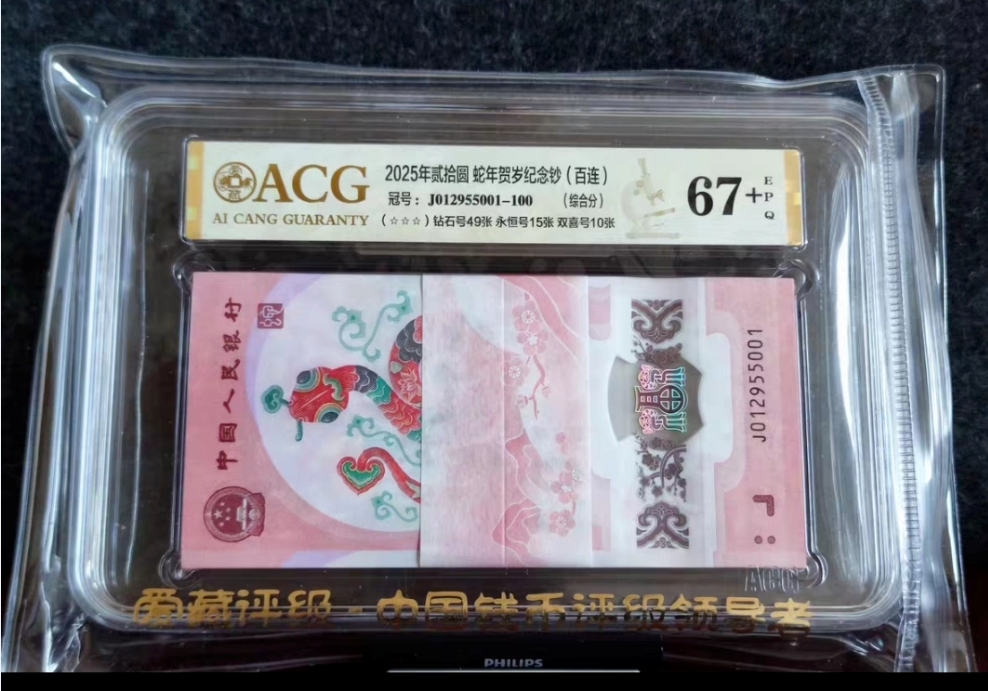 ACG
AI CANG GUARANTY
2025年贰拾圆 蛇年贺岁纪念钞（百连）
冠号：J012955001-100 （综合分）
（☆☆☆）钻石号49张 永恒号15张 双喜号10张
67+
EPQ
中国人民银行
J012955001
ACG
爱藏评级-中国钱币评级领导者
PHILIPS